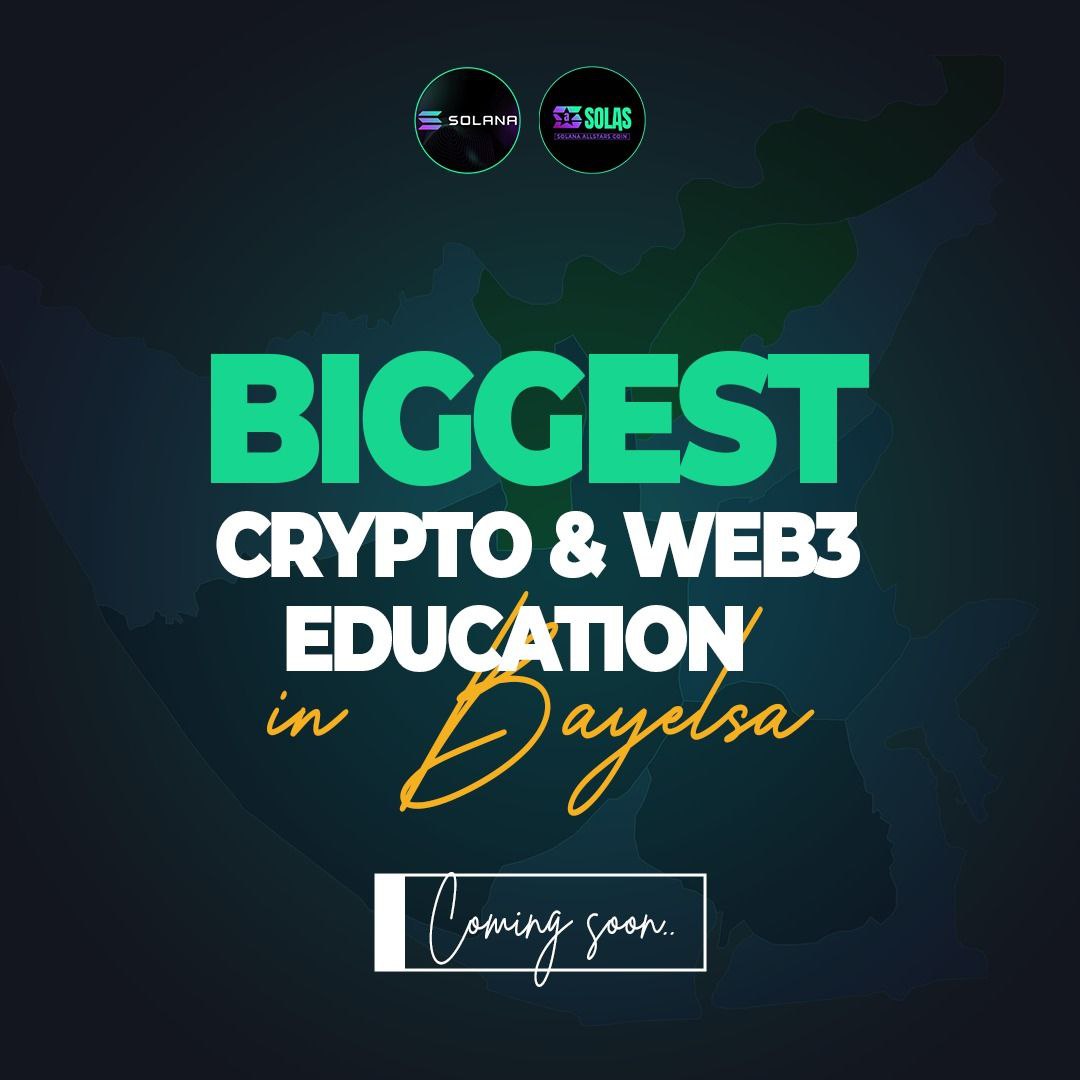 SOLANA
a SOLAS
SOLANA ALLSTARS COIN
BIGGEST
CRYPTO & WEB3
EDUCATION
in Bayelsa
Coming soon..